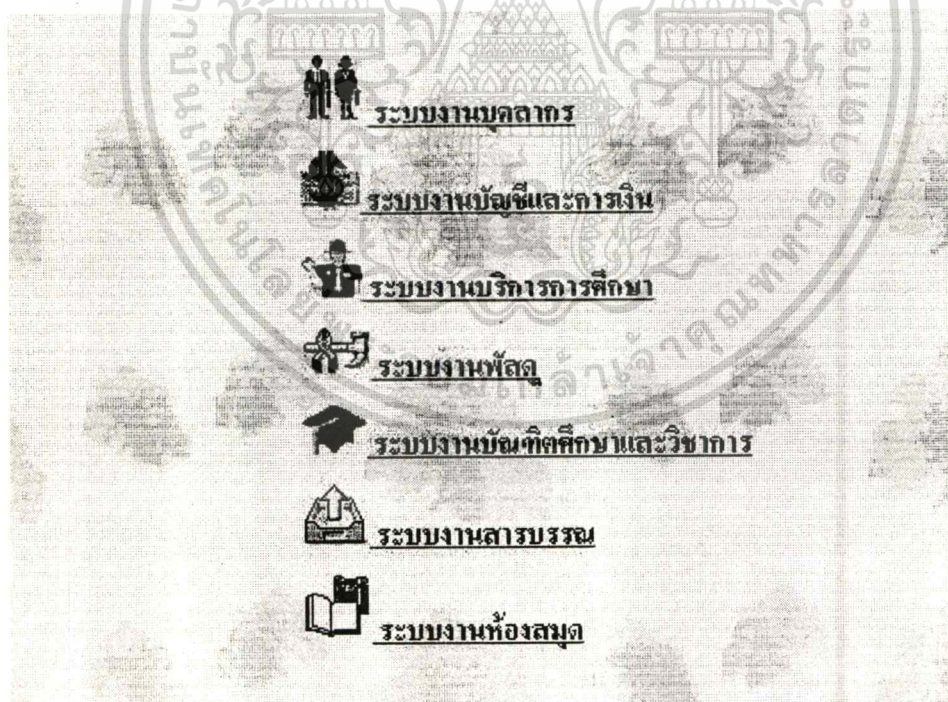 ระบบงานบุคลากร
ระบบงานบัญชีและการเงิน
ระบบงานบริการการศึกษา
ระบบงานพัสดุ
ระบบงานบัณฑิตศึกษาและวิชาการ
ระบบงานสารบรรณ
ระบบงานห้องสมุด